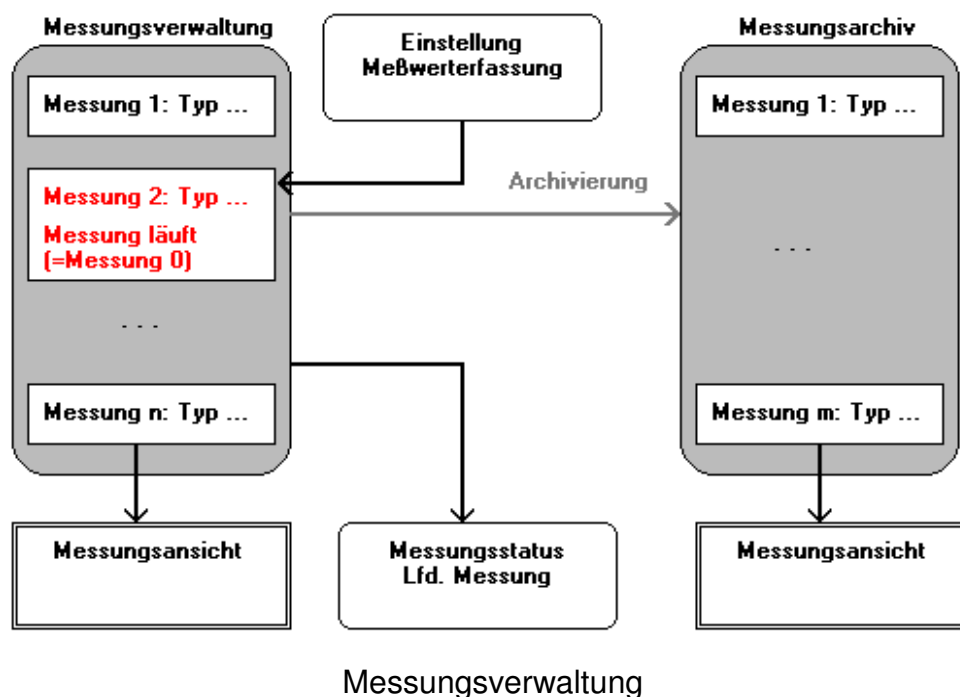 Messungsverwaltung
Einstellung
Meßwerterfassung
Messungsarchiv
Messung 1: Typ ...
Messung 1: Typ ...
Messung 2: Typ ...
Messung läuft
(=Messung 0)
Archivierung
. . .
. . .
Messung n: Typ ...
Messung m: Typ ...
Messungsansicht
Messungsstatus
Lfd. Messung
Messungsansicht
Messungsverwaltung